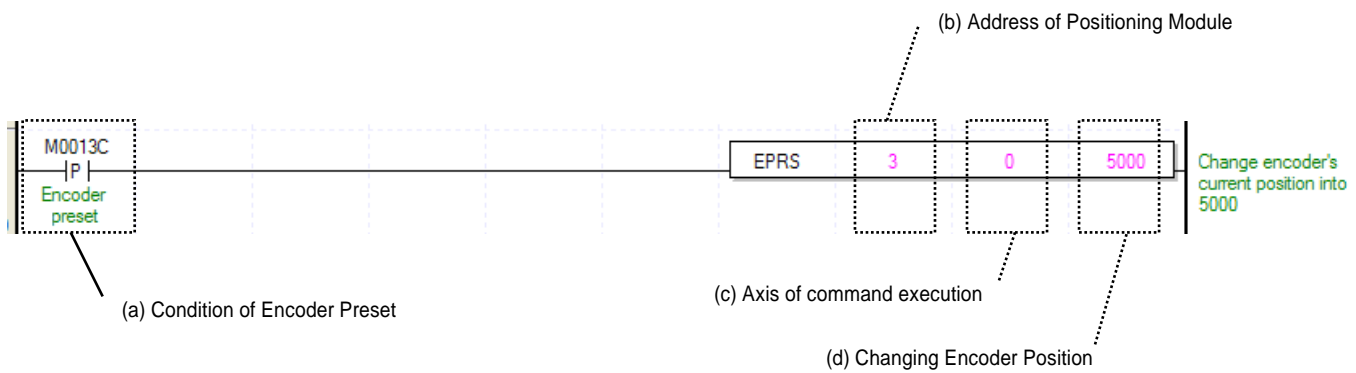 (b) Address of Positioning Module
M0013C
P
Encoder
preset
EPRS 3 0 5000
Change encoder's
current position into
5000
(a) Condition of Encoder Preset
(c) Axis of command execution
(d) Changing Encoder Position